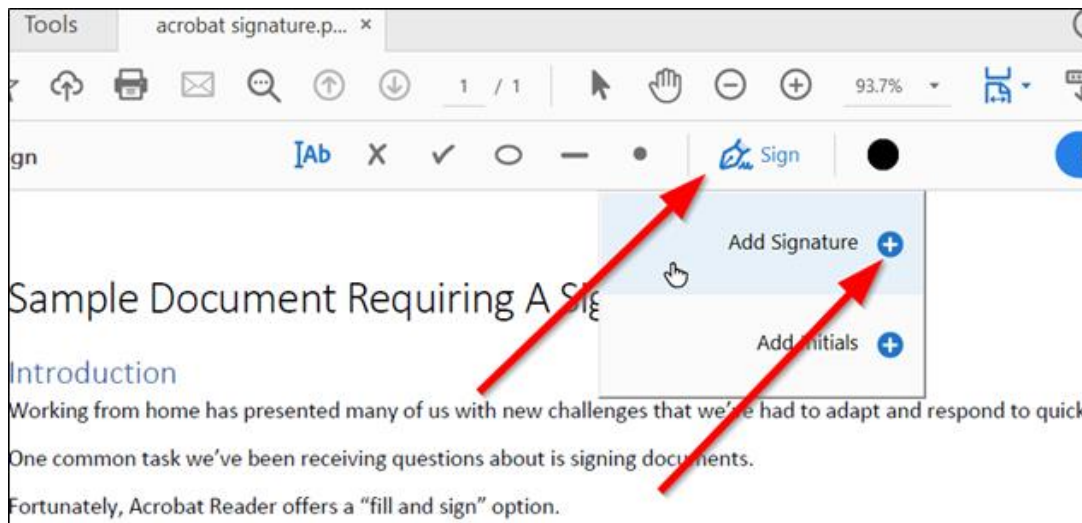 Tools acrobat signature.p... ×
1 / 1 93.7%
gn IAb Sign
Add Signature
Sample Document Requiring A Sig
Add Initials
Introduction
Working from home has presented many of us with new challenges that we've had to adapt and respond to quick
One common task we've been receiving questions about is signing documents.
Fortunately, Acrobat Reader offers a "fill and sign" option.